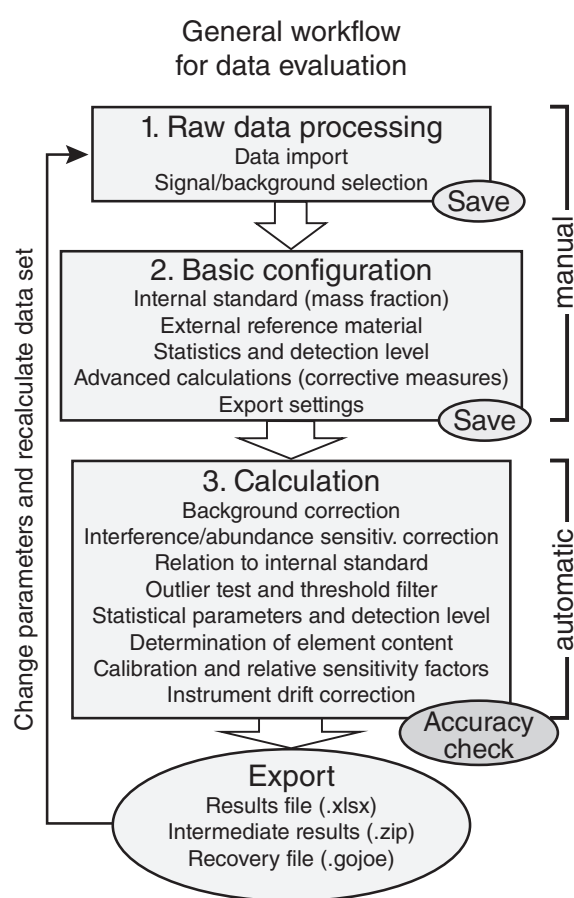 General workflow
for data evaluation
1. Raw data processing
Data import
Signal/background selection
Save
2. Basic configuration
Internal standard (mass fraction)
External reference material
Statistics and detection level
Advanced calculations (corrective measures)
Export settings
Save
manual
3. Calculation
Background correction
Interference/abundance sensitiv. correction
Relation to internal standard
Outlier test and threshold filter
Statistical parameters and detection level
Determination of element content
Calibration and relative sensitivity factors
Instrument drift correction
Accuracy
check
automatic
Export
Results file (.xlsx)
Intermediate results (.zip)
Recovery file (.gojoe)
Change parameters and recalculate data set